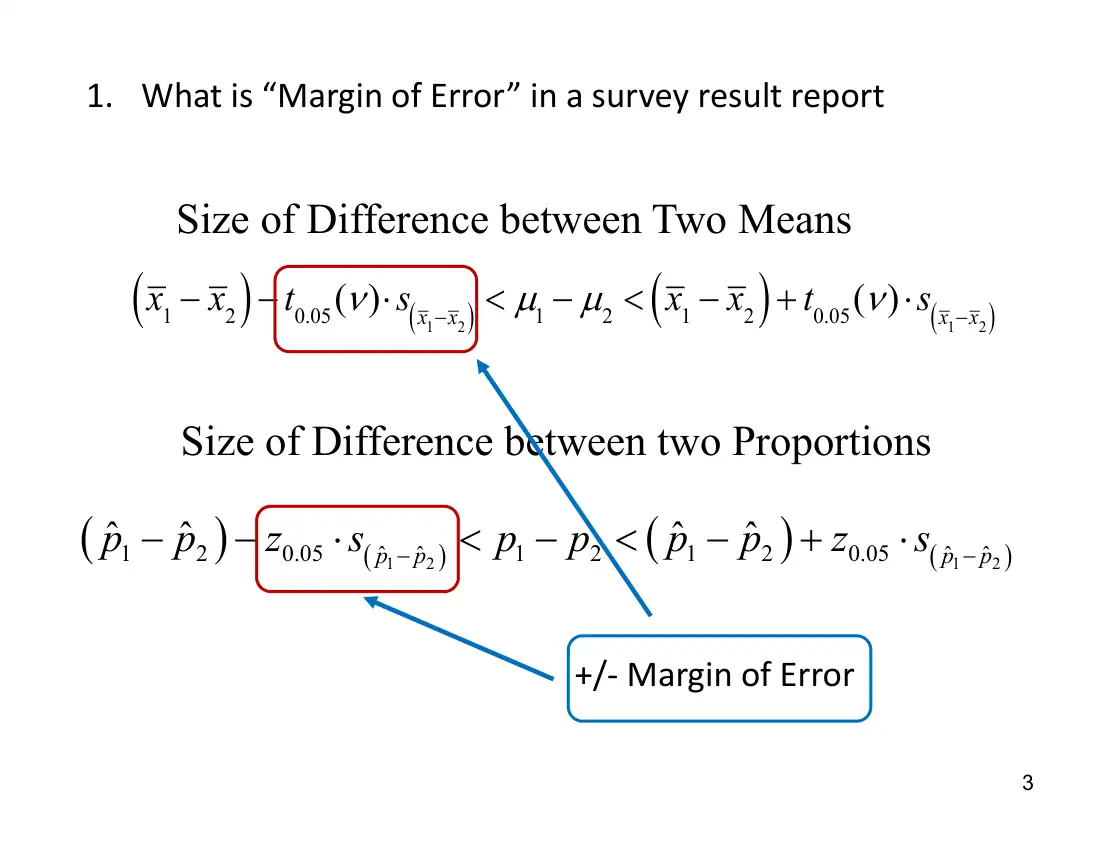 1. What is “Margin of Error” in a survey result report
Size of Difference between Two Means
(x̄₁ − x̄₂) − t₀.₀₅(ν)·s₍x̄₁−x̄₂₎ < μ₁ − μ₂ < (x̄₁ − x̄₂) + t₀.₀₅(ν)·s₍x̄₁−x̄₂₎
Size of Difference between two Proportions
(p̂₁ − p̂₂) − z₀.₀₅ · s₍p̂₁−p̂₂₎ < p₁ − p₂ < (p̂₁ − p̂₂) + z₀.₀₅ · s₍p̂₁−p̂₂₎
+/- Margin of Error
3